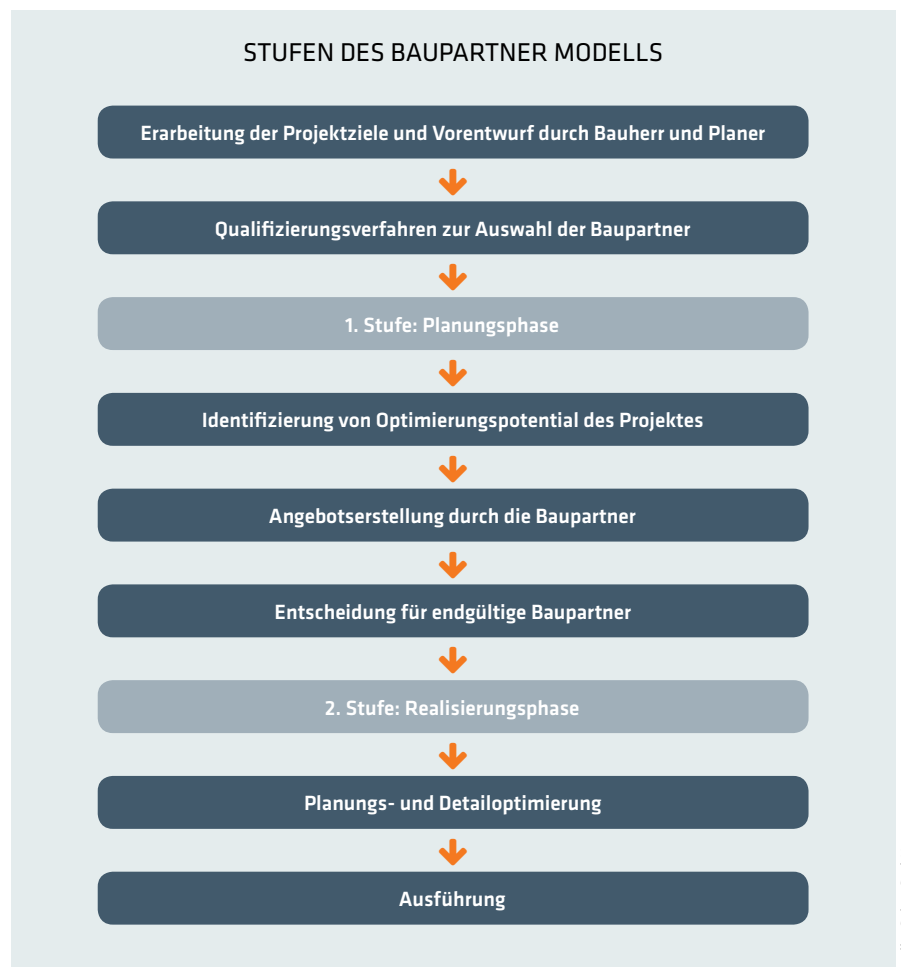 STUFEN DES BAUPARTNER MODELLS
Erarbeitung der Projektziele und Vorentwurf durch Bauherr und Planer
Qualifizierungsverfahren zur Auswahl der Baupartner
1. Stufe: Planungsphase
Identifizierung von Optimierungspotential des Projektes
Angebotserstellung durch die Baupartner
Entscheidung für endgültige Baupartner
2. Stufe: Realisierungsphase
Planungs- und Detailoptimierung
Ausführung